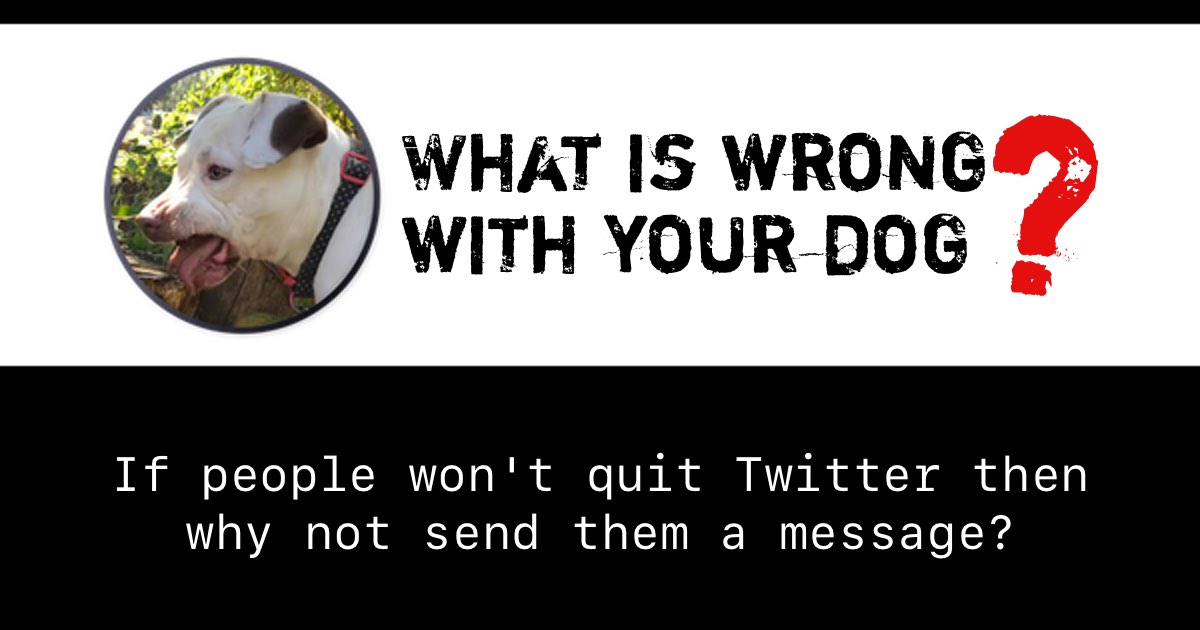 WHAT IS WRONG
WITH YOUR DOG?
If people won't quit Twitter then
why not send them a message?